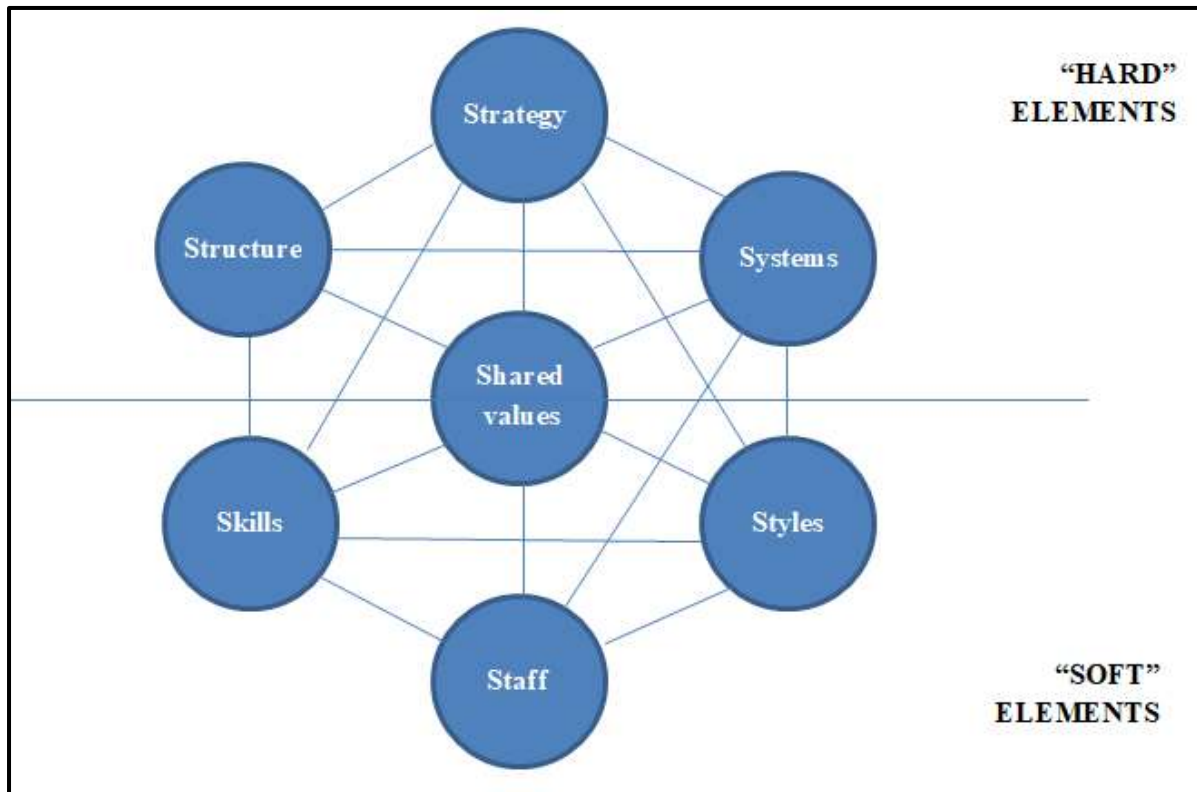 “HARD”
ELEMENTS
Strategy
Structure
Systems
Shared
values
Skills
Styles
Staff
“SOFT”
ELEMENTS